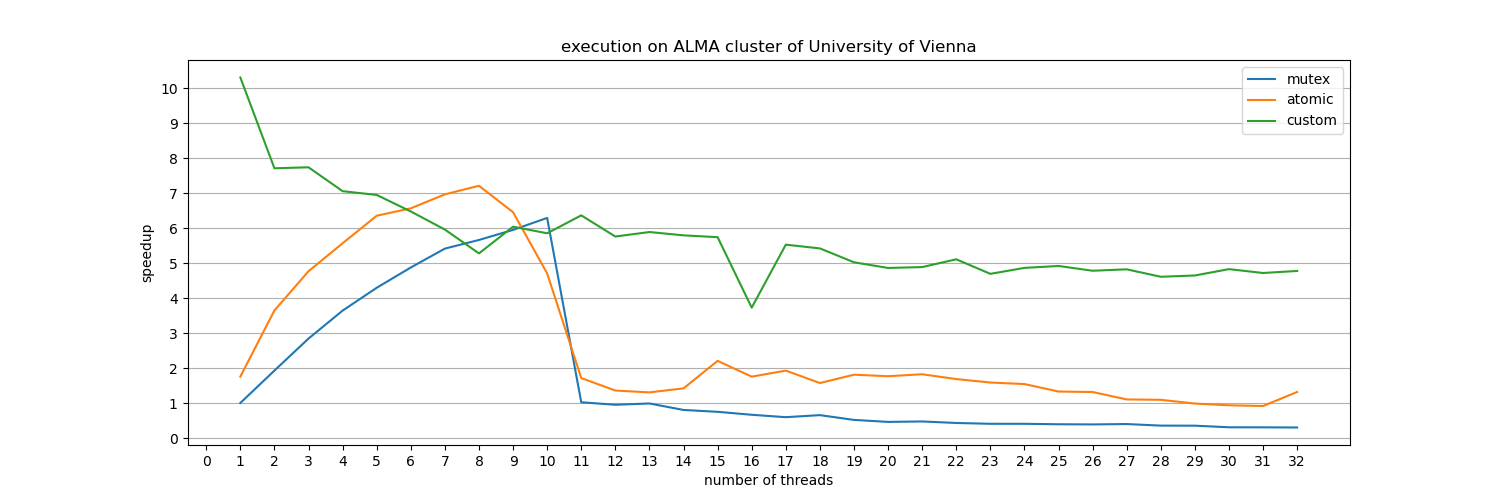 execution on ALMA cluster of University of Vienna
mutex
atomic
custom
10
9
8
7
6
5
4
3
2
1
0
speedup
0 1 2 3 4 5 6 7 8 9 10 11 12 13 14 15 16 17 18 19 20 21 22 23 24 25 26 27 28 29 30 31 32
number of threads